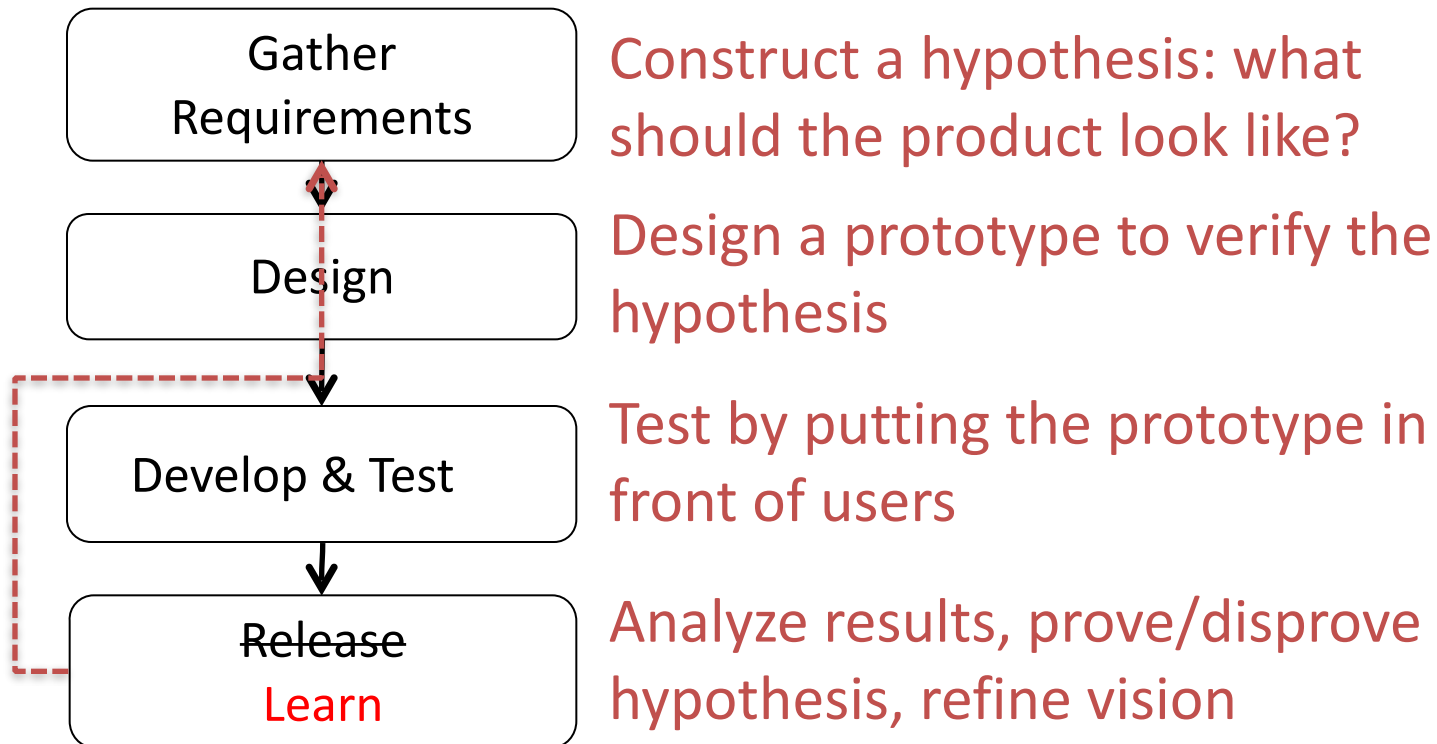 Gather
Requirements
Construct a hypothesis: what
should the product look like?
Design
Design a prototype to verify the
hypothesis
Develop & Test
Test by putting the prototype in
front of users
Release
Learn
Analyze results, prove/disprove
hypothesis, refine vision